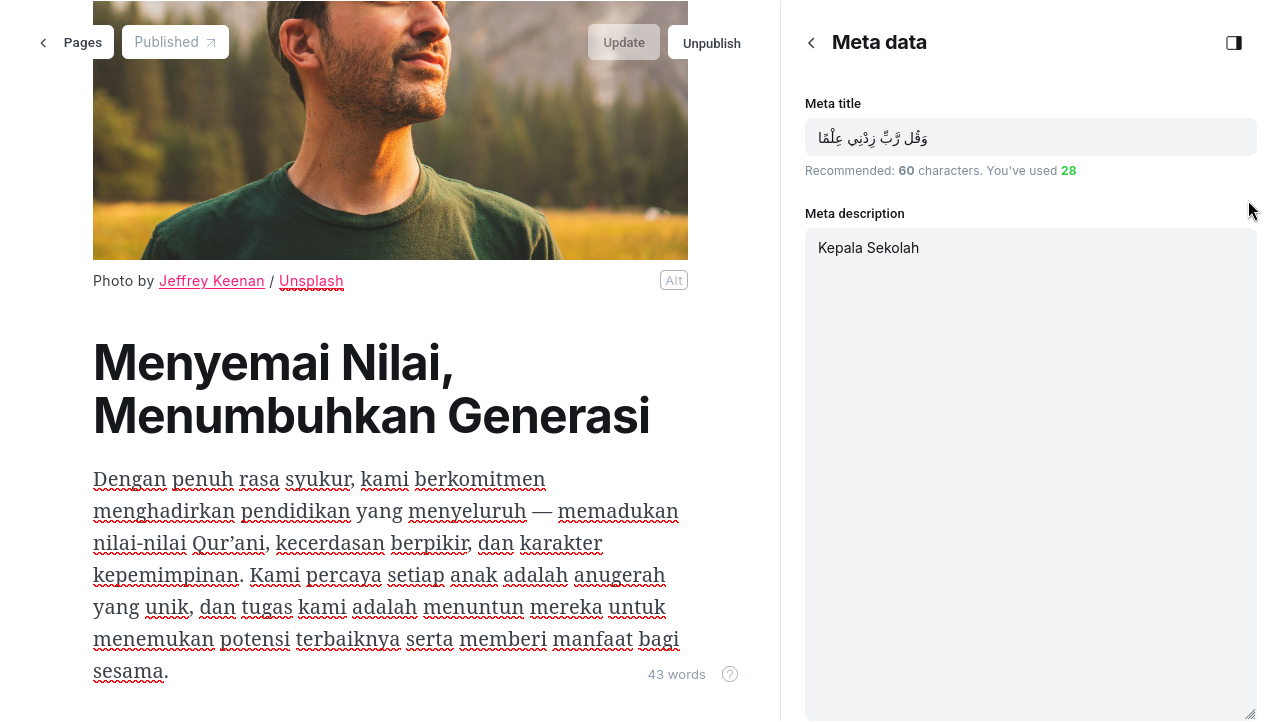 Pages
Published
Update
Unpublish
Photo by Jeffrey Keenan / Unsplash
Alt
Menyemai Nilai,
Menumbuhkan Generasi
Dengan penuh rasa syukur, kami berkomitmen
menghadirkan pendidikan yang menyeluruh — memadukan
nilai-nilai Qur’ani, kecerdasan berpikir, dan karakter
kepemimpinan. Kami percaya setiap anak adalah anugerah
yang unik, dan tugas kami adalah menuntun mereka untuk
menemukan potensi terbaiknya serta memberi manfaat bagi
sesama.
43 words
?
Meta data
Meta title
وَقُل رَّبِّ زِدْنِي عِلْمًا
Recommended: 60 characters. You've used 28
Meta description
Kepala Sekolah